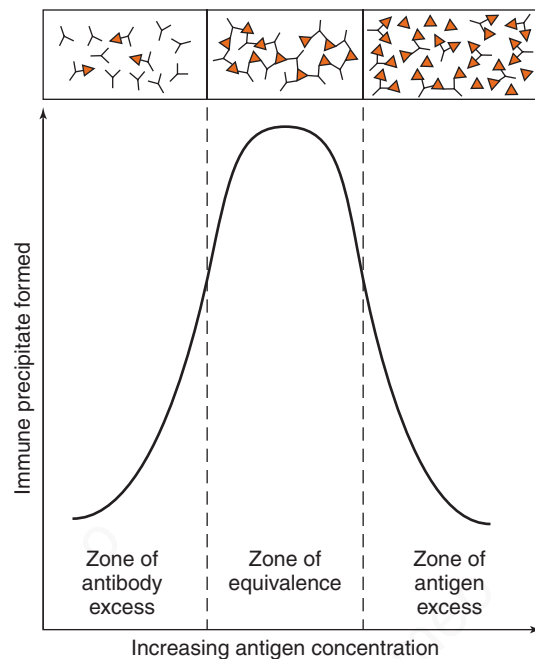 Immune precipitate formed
Zone of
antibody
excess
Zone of
equivalence
Zone of
antigen
excess
Increasing antigen concentration